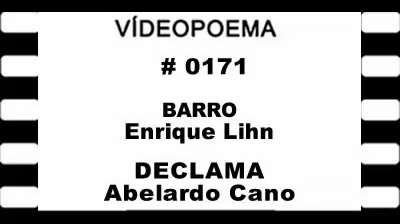 VÍDEOPOEMA
# 0171
BARRO
Enrique Lihn
DECLAMA
Abelardo Cano